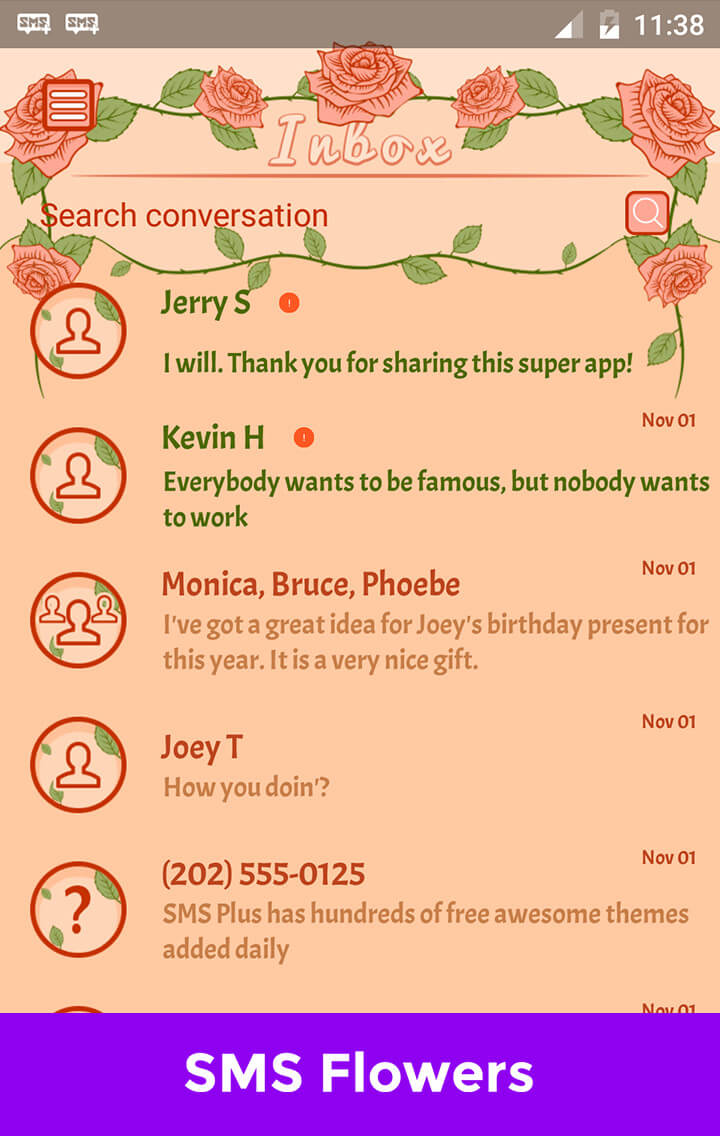 SMS SMS 11:38
Inbox
Search conversation
Jerry S !
I will. Thank you for sharing this super app!
Nov 01
Kevin H !
Everybody wants to be famous, but nobody wants
to work
Nov 01
Monica, Bruce, Phoebe
I've got a great idea for Joey's birthday present for
this year. It is a very nice gift.
Nov 01
Joey T
How you doin'?
Nov 01
(202) 555-0125
?
SMS Plus has hundreds of free awesome themes
added daily
Nov 01
SMS Flowers